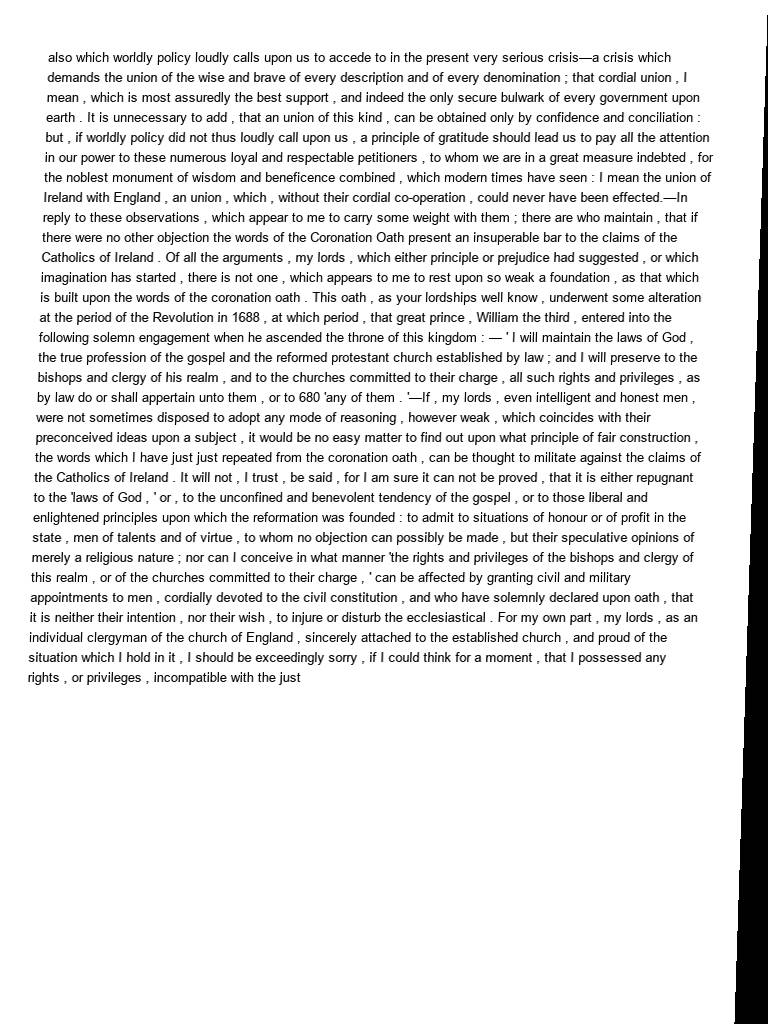 also which worldly policy loudly calls upon us to accede to in the present very serious crisis—a crisis which
demands the union of the wise and brave of every description and of every denomination ; that cordial union , I
mean , which is most assuredly the best support , and indeed the only secure bulwark of every government upon
earth . It is unnecessary to add , that an union of this kind , can be obtained only by confidence and conciliation :
but , if worldly policy did not thus loudly call upon us , a principle of gratitude should lead us to pay all the attention
in our power to these numerous loyal and respectable petitioners , to whom we are in a great measure indebted , for
the noblest monument of wisdom and beneficence combined , which modern times have seen : I mean the union of
Ireland with England , an union , which , without their cordial co-operation , could never have been effected.—In
reply to these observations , which appear to me to carry some weight with them ; there are who maintain , that if
there were no other objection the words of the Coronation Oath present an insuperable bar to the claims of the
Catholics of Ireland . Of all the arguments , my lords , which either principle or prejudice had suggested , or which
imagination has started , there is not one , which appears to me to rest upon so weak a foundation , as that which
is built upon the words of the coronation oath . This oath , as your lordships well know , underwent some alteration
at the period of the Revolution in 1688 , at which period , that great prince , William the third , entered into the
following solemn engagement when he ascended the throne of this kingdom : — ' I will maintain the laws of God ,
the true profession of the gospel and the reformed protestant church established by law ; and I will preserve to the
bishops and clergy of his realm , and to the churches committed to their charge , all such rights and privileges , as
by law do or shall appertain unto them , or to 680 'any of them . '—If , my lords , even intelligent and honest men ,
were not sometimes disposed to adopt any mode of reasoning , however weak , which coincides with their
preconceived ideas upon a subject , it would be no easy matter to find out upon what principle of fair construction ,
the words which I have just just repeated from the coronation oath , can be thought to militate against the claims of
the Catholics of Ireland . It will not , I trust , be said , for I am sure it can not be proved , that it is either repugnant
to the 'laws of God , ' or , to the unconfined and benevolent tendency of the gospel , or to those liberal and
enlightened principles upon which the reformation was founded : to admit to situations of honour or of profit in the
state , men of talents and of virtue , to whom no objection can possibly be made , but their speculative opinions of
merely a religious nature ; nor can I conceive in what manner 'the rights and privileges of the bishops and clergy of
this realm , or of the churches committed to their charge , ' can be affected by granting civil and military
appointments to men , cordially devoted to the civil constitution , and who have solemnly declared upon oath , that
it is neither their intention , nor their wish , to injure or disturb the ecclesiastical . For my own part , my lords , as an
individual clergyman of the church of England , sincerely attached to the established church , and proud of the
situation which I hold in it , I should be exceedingly sorry , if I could think for a moment , that I possessed any
rights , or privileges , incompatible with the just